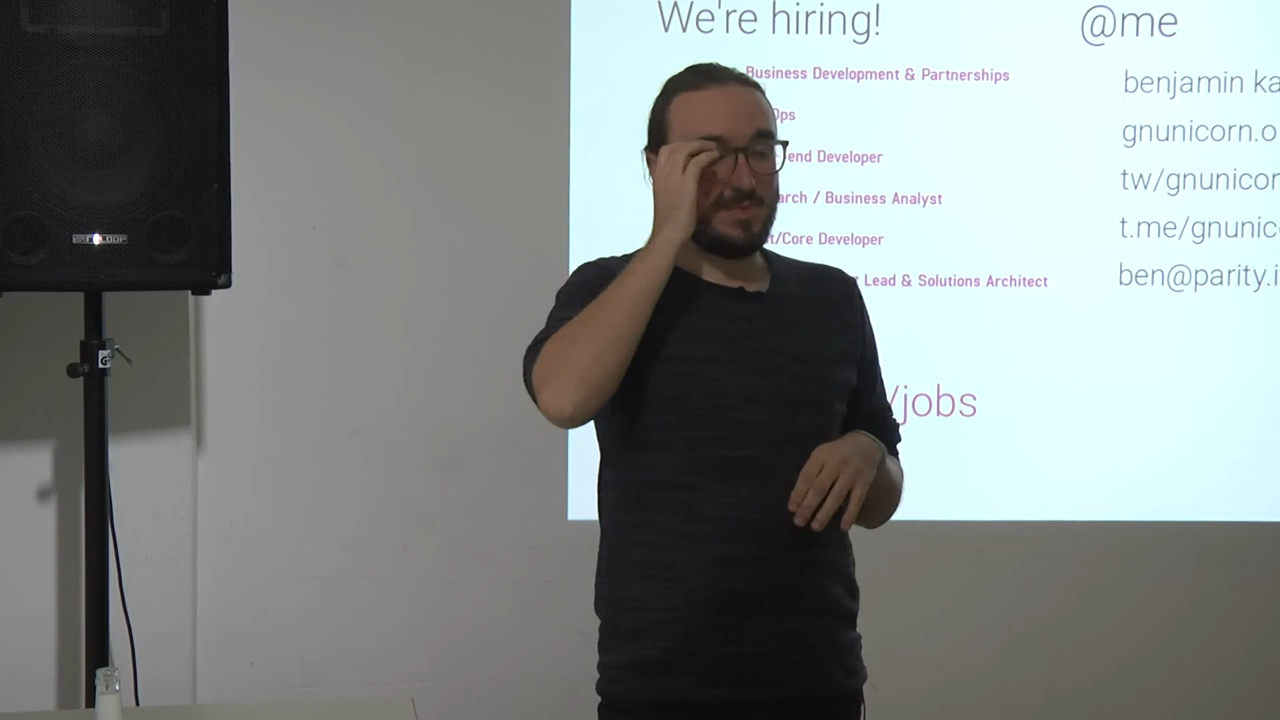 We're hiring!
Business Development & Partnerships
Ops
end Developer
arch / Business Analyst
t/Core Developer
t Lead & Solutions Architect
/jobs
@me
benjamin ka
gnunicorn.o
tw/gnunicor
t.me/gnunic
ben@parity.i